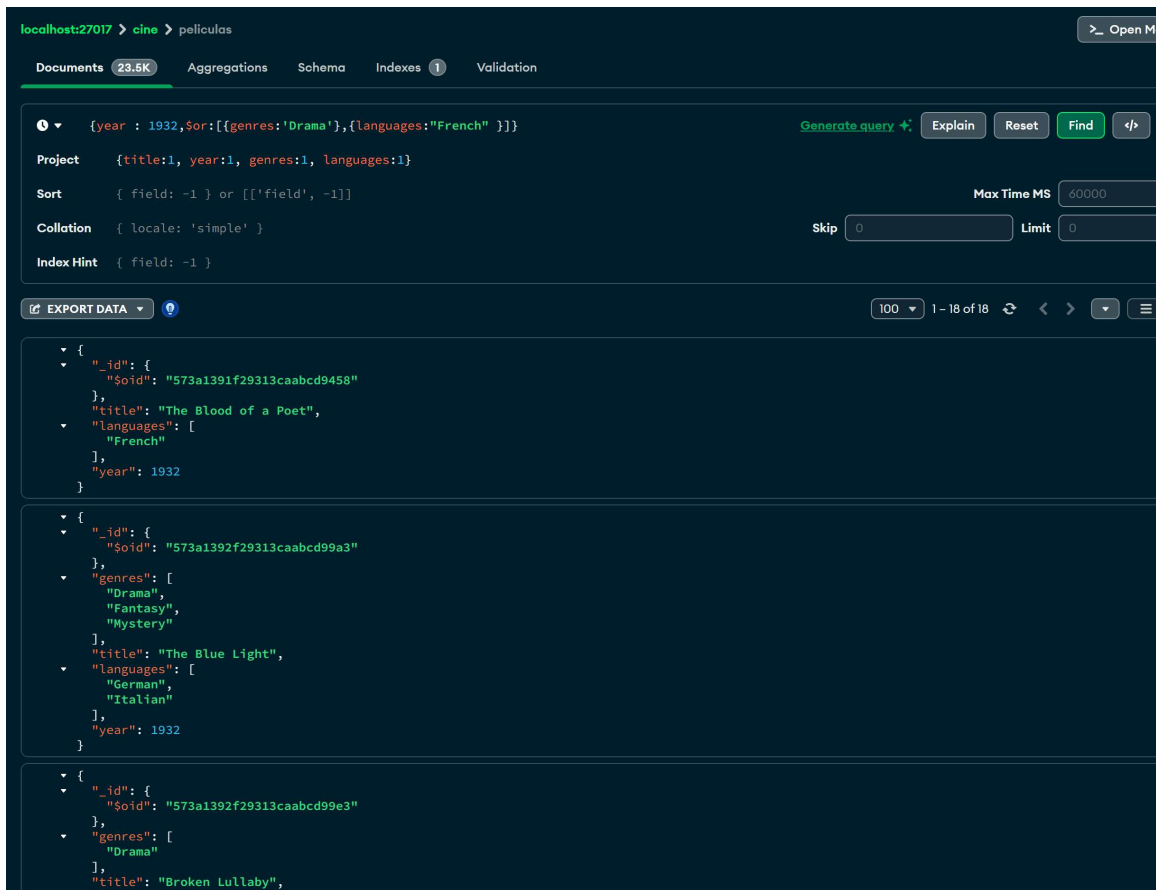 localhost:27017 > cine > peliculas
>_ Open M
Documents 23.5K Aggregations Schema Indexes 1 Validation
{year : 1932,$or:[{genres:'Drama'},{languages:"French" }]}
Generate query Explain Reset Find </>
Project {title:1, year:1, genres:1, languages:1}
Sort { field: -1 } or [['field', -1]]
Max Time MS 60000
Collation { locale: 'simple' }
Skip 0 Limit 0
Index Hint { field: -1 }
EXPORT DATA
100 1 – 18 of 18
{
"_id": {
"$oid": "573a1391f29313caabcd9458"
},
"title": "The Blood of a Poet",
"languages": [
"French"
],
"year": 1932
}
{
"_id": {
"$oid": "573a1392f29313caabcd99a3"
},
"genres": [
"Drama",
"Fantasy",
"Mystery"
],
"title": "The Blue Light",
"languages": [
"German",
"Italian"
],
"year": 1932
}
{
"_id": {
"$oid": "573a1392f29313caabcd99e3"
},
"genres": [
"Drama"
],
"title": "Broken Lullaby",